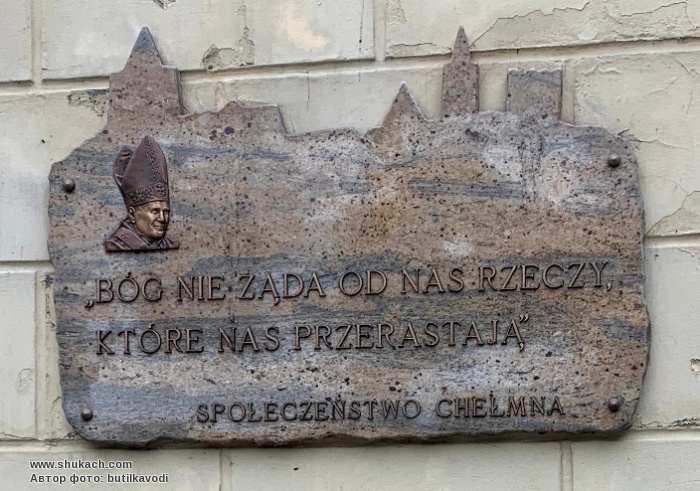 „BÓG NIE ŻĄDA OD NAS RZECZY,
KTÓRE NAS PRZERASTAJĄ”
SPOŁECZEŃSTWO CHEŁMNA
www.shukach.com
Автор фото: butilkavodi